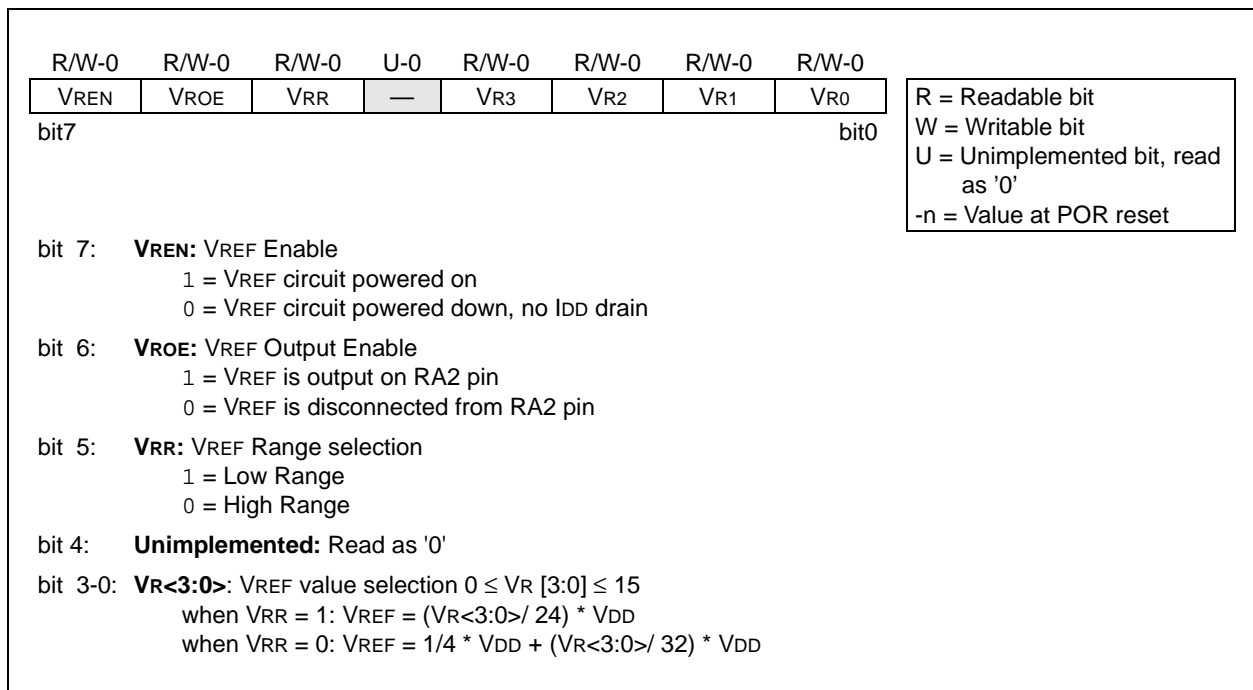 R/W-0 R/W-0 R/W-0 U-0 R/W-0 R/W-0 R/W-0 R/W-0
VREN VROE VRR — VR3 VR2 VR1 VR0
bit7 bit0
R = Readable bit
W = Writable bit
U = Unimplemented bit, read
as ’0’
-n = Value at POR reset
bit 7: VREN: VREF Enable
1 = VREF circuit powered on
0 = VREF circuit powered down, no IDD drain
bit 6: VROE: VREF Output Enable
1 = VREF is output on RA2 pin
0 = VREF is disconnected from RA2 pin
bit 5: VRR: VREF Range selection
1 = Low Range
0 = High Range
bit 4: Unimplemented: Read as '0'
bit 3-0: VR<3:0>: VREF value selection 0 ≤ VR [3:0] ≤ 15
when VRR = 1: VREF = (VR<3:0>/ 24) * VDD
when VRR = 0: VREF = 1/4 * VDD + (VR<3:0>/ 32) * VDD